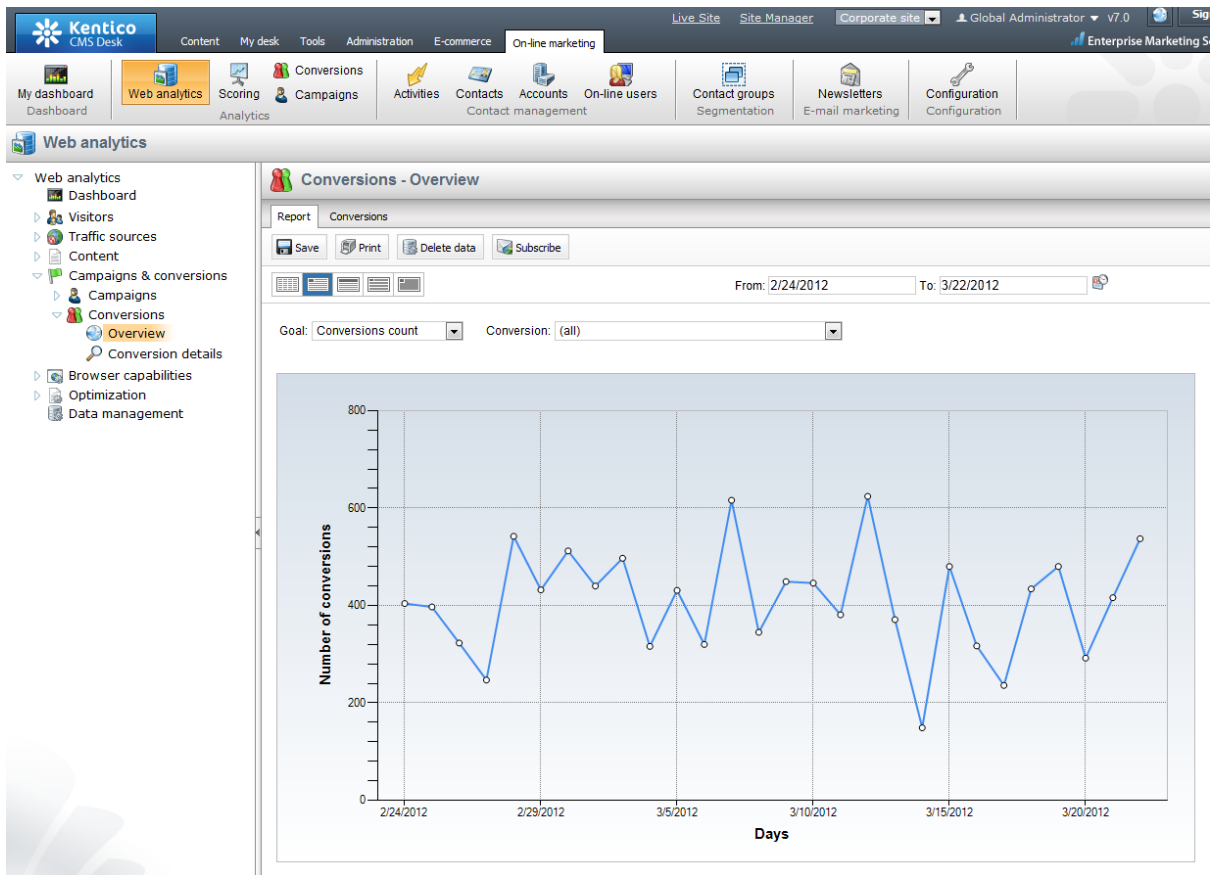 Live Site Site Manager Corporate site Global Administrator v7.0
Kentico
CMS Desk
Content My desk Tools Administration E-commerce On-line marketing
Enterprise Marketing
My dashboard
Dashboard
Web analytics Scoring
Conversions
Campaigns
Analytics
Activities Contacts Accounts On-line users
Contact management
Contact groups
Segmentation
Newsletters
E-mail marketing
Configuration
Configuration
Web analytics
Web analytics
Dashboard
Visitors
Traffic sources
Content
Campaigns & conversions
Campaigns
Conversions
Overview
Conversion details
Browser capabilities
Optimization
Data management
Conversions - Overview
Report Conversions
Save Print Delete data Subscribe
From: 2/24/2012 To: 3/22/2012
Goal: Conversions count Conversion: (all)
Number of conversions
800
600
400
200
0
2/24/2012 2/29/2012 3/5/2012 3/10/2012 3/15/2012 3/20/2012
Days